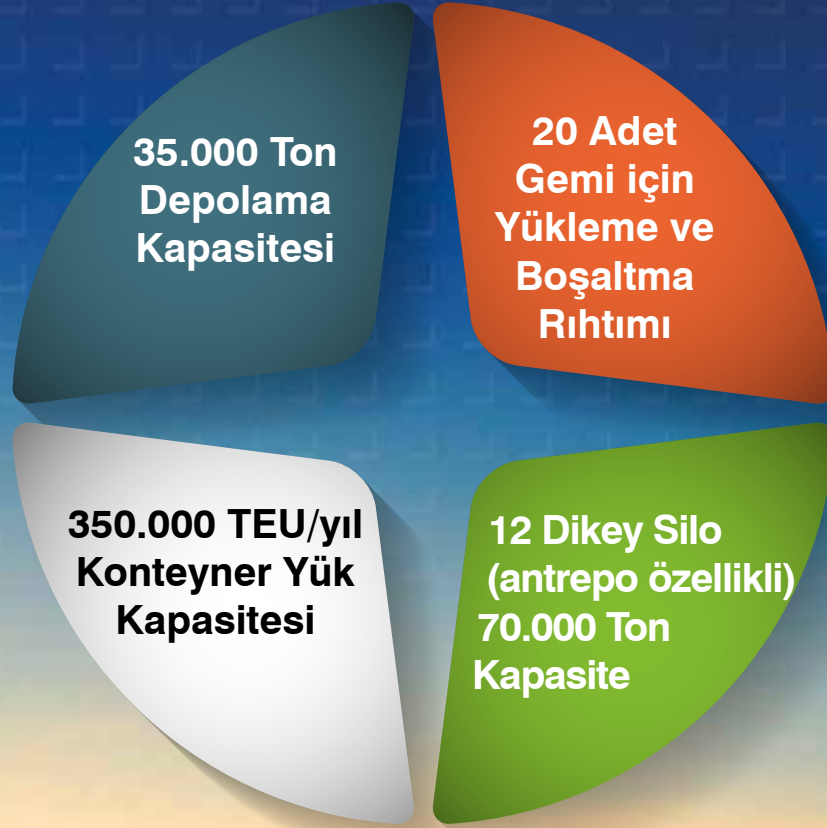 35.000 Ton
Depolama
Kapasitesi
20 Adet
Gemi için
Yükleme ve
Boşaltma
Rıhtımı
350.000 TEU/yıl
Konteyner Yük
Kapasitesi
12 Dikey Silo
(antrepo özellikli)
70.000 Ton
Kapasite